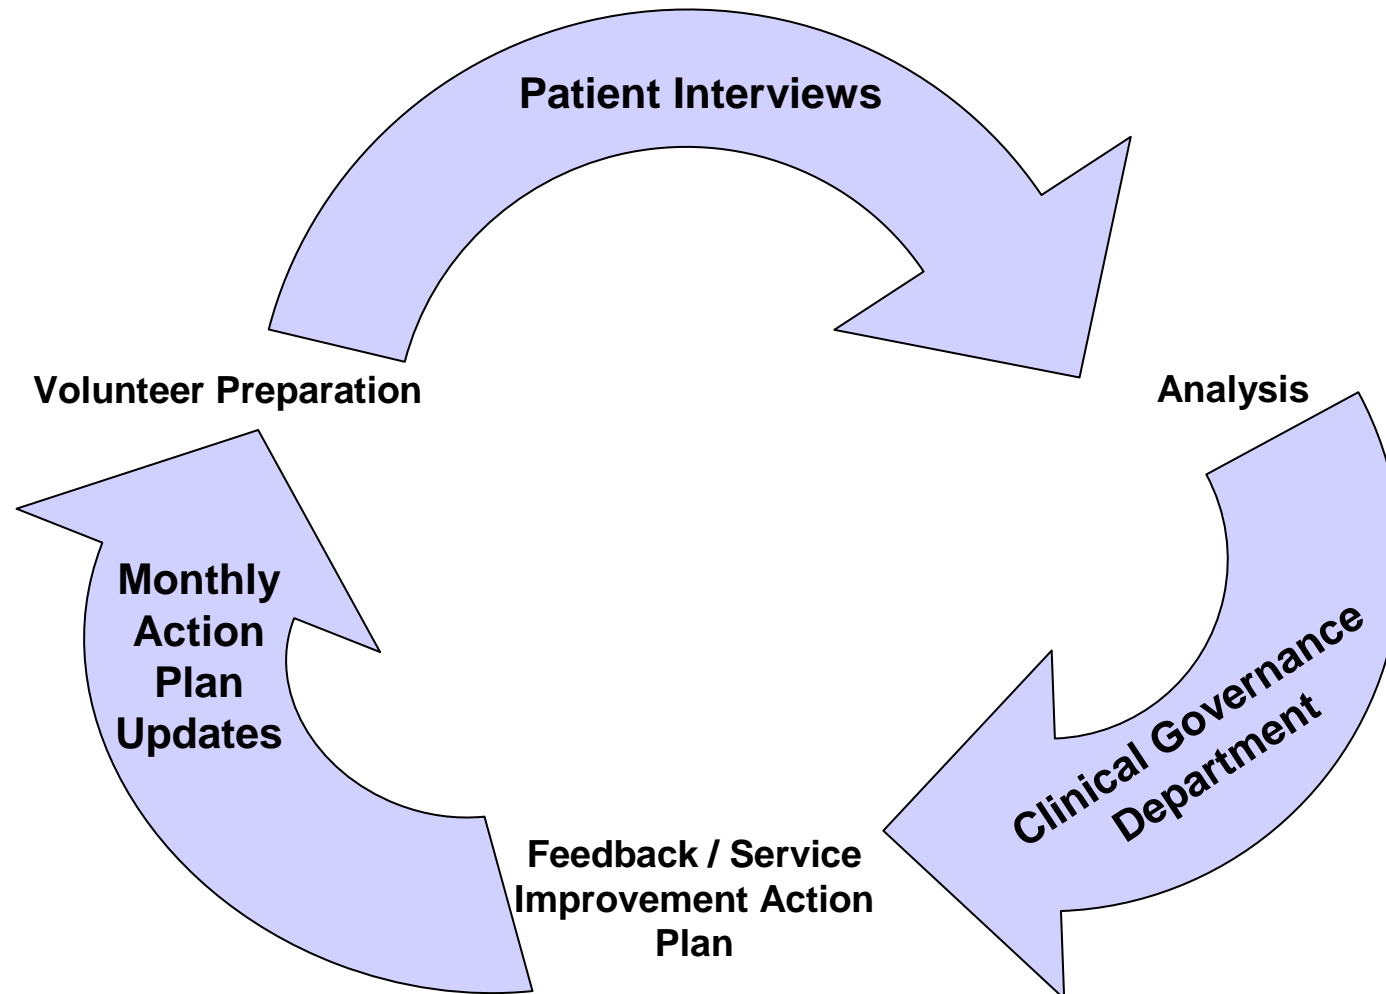 Patient Interviews
Volunteer Preparation
Analysis
Monthly
Action
Plan
Updates
Clinical Governance
Department
Feedback / Service
Improvement Action
Plan